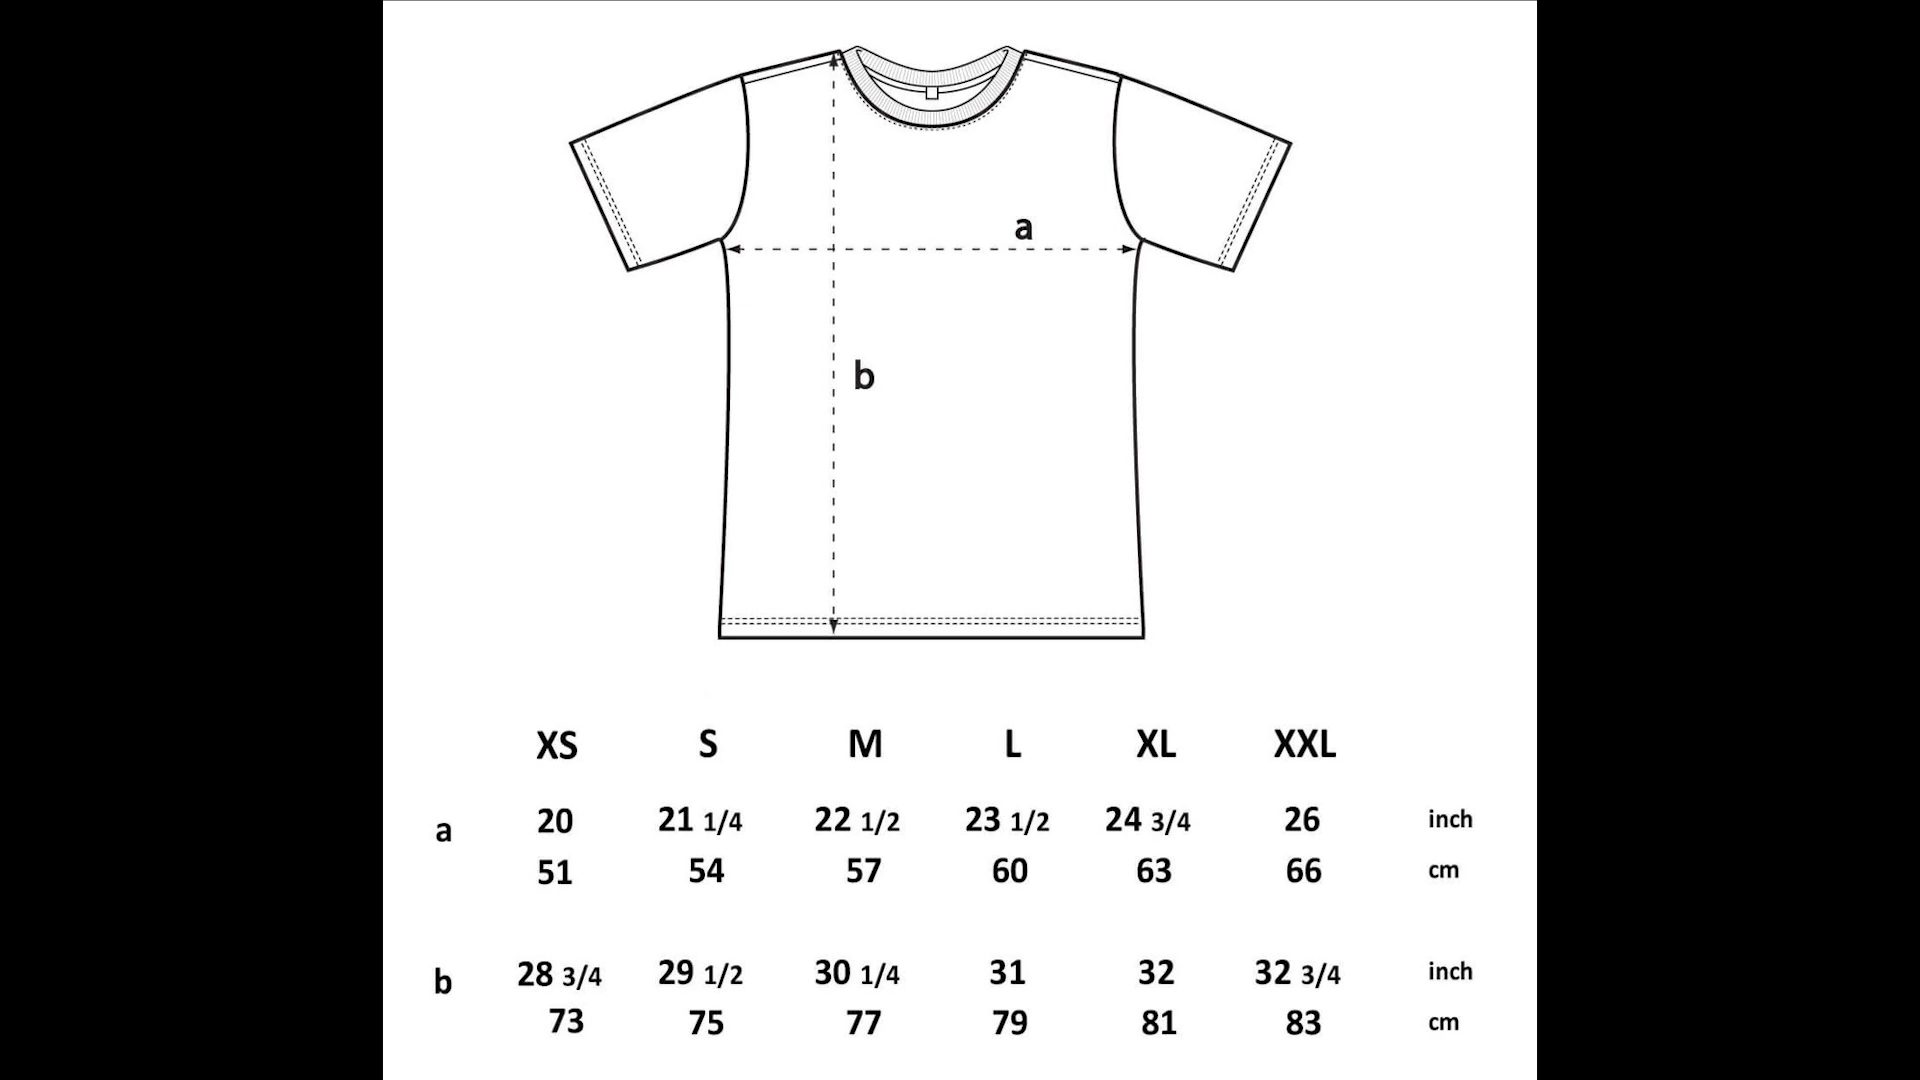 a
b
XS S M L XL XXL
a 20 21 1/4 22 1/2 23 1/2 24 3/4 26 inch
51 54 57 60 63 66 cm
b 28 3/4 29 1/2 30 1/4 31 32 32 3/4 inch
73 75 77 79 81 83 cm